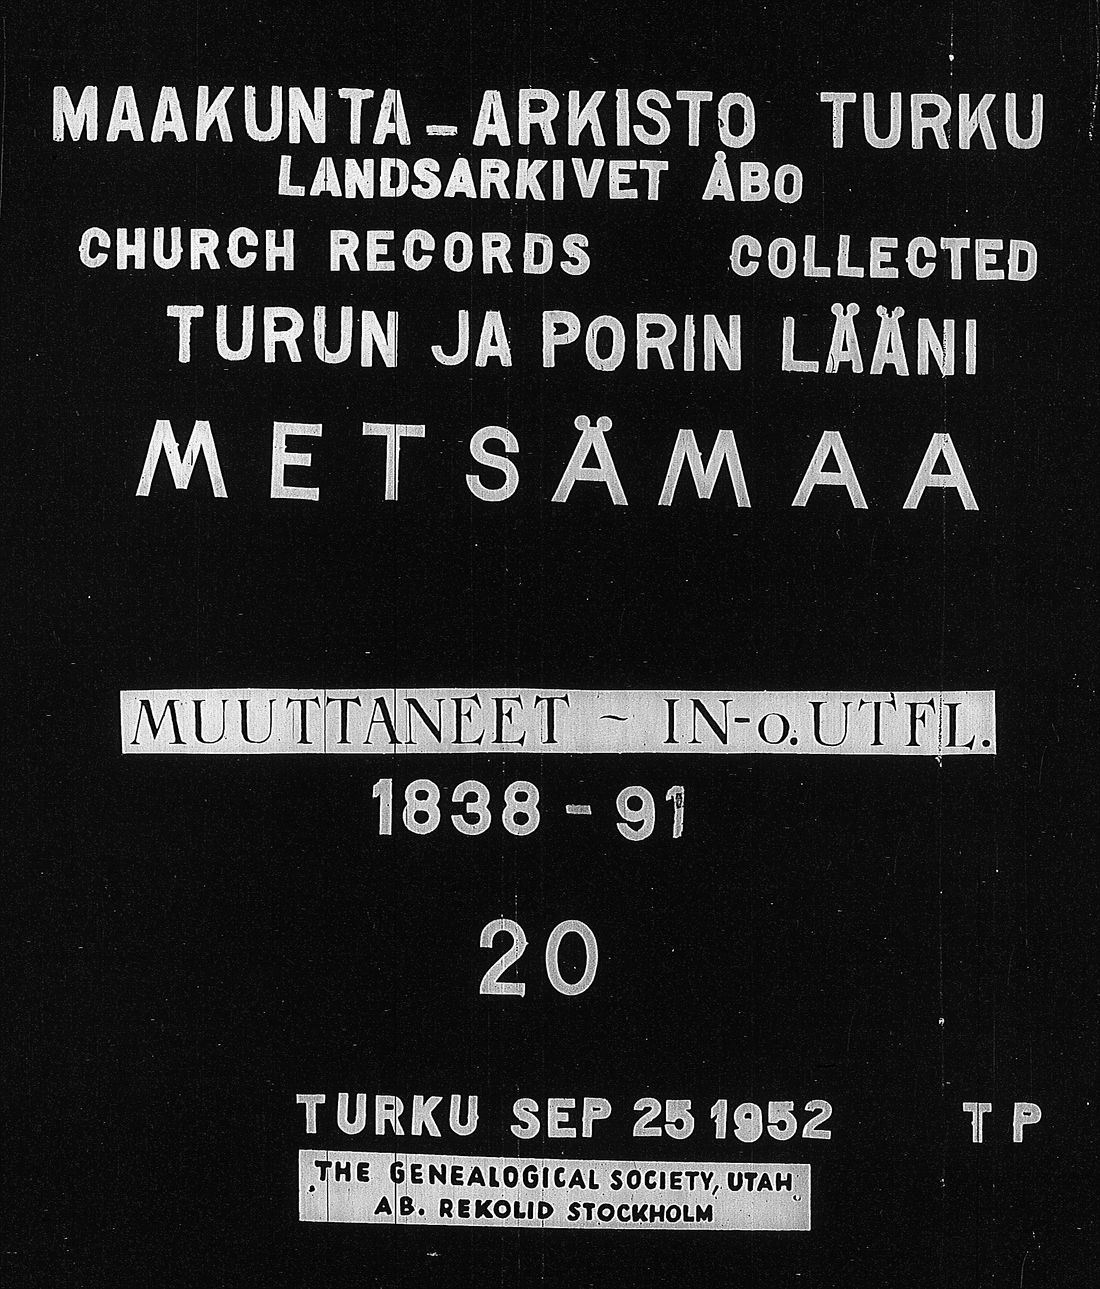 MAAKUNTA-ARKISTO TURKU
LANDSARKIVET ÅBO
CHURCH RECORDS COLLECTED
TURUN JA PORIN LÄÄNI
METSÄMAA
MUUTTANEET ~ IN-o. UTFL.
1838-91
20
TURKU SEP 25 1952 T P
THE GENEALOGICAL SOCIETY, UTAH
AB. REKOLID STOCKHOLM